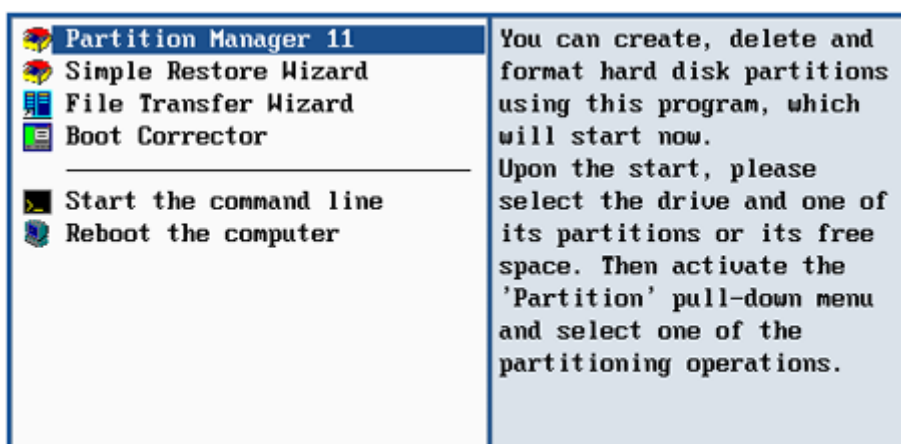 Partition Manager 11
Simple Restore Wizard
File Transfer Wizard
Boot Corrector
Start the command line
Reboot the computer
You can create, delete and
format hard disk partitions
using this program, which
will start now.
Upon the start, please
select the drive and one of
its partitions or its free
space. Then activate the
'Partition' pull-down menu
and select one of the
partitioning operations.